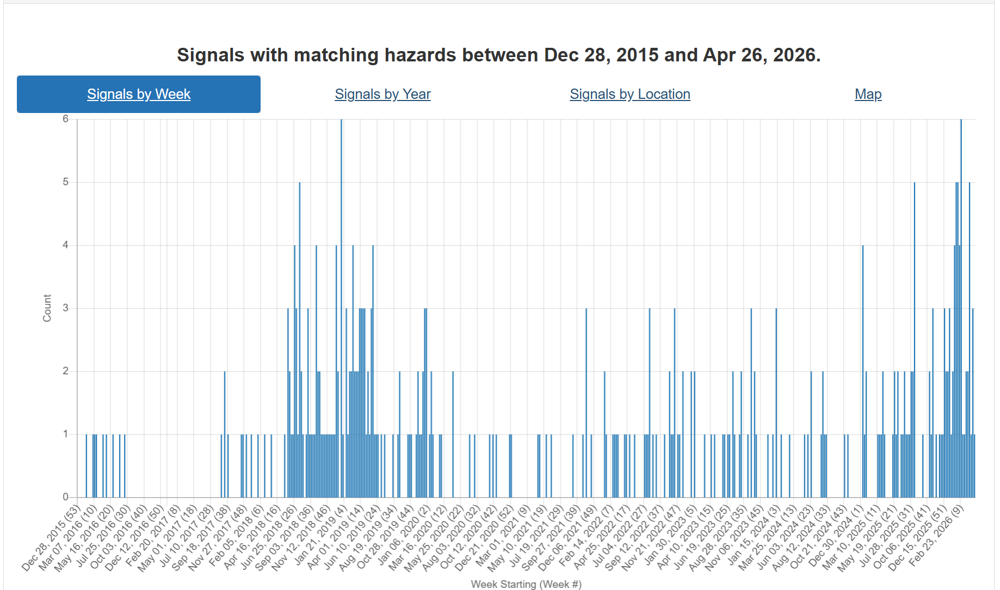 Signals with matching hazards between Dec 28, 2015 and Apr 26, 2026.
Signals by Week
Signals by Year
Signals by Location
Map
6
5
4
3
2
1
0
Count
Dec 28, 2015 (53)
Mar 07, 2016 (10)
May 16, 2016 (20)
Jul 25, 2016 (30)
Oct 03, 2016 (40)
Dec 12, 2016 (50)
Feb 20, 2017 (8)
May 01, 2017 (18)
Jul 10, 2017 (28)
Sep 18, 2017 (38)
Nov 27, 2017 (48)
Feb 05, 2018 (6)
Apr 16, 2018 (16)
Jun 25, 2018 (26)
Sep 03, 2018 (36)
Nov 12, 2018 (46)
Jan 21, 2019 (4)
Apr 01, 2019 (14)
Jun 10, 2019 (24)
Aug 19, 2019 (34)
Oct 28, 2019 (44)
Jan 06, 2020 (2)
Mar 16, 2020 (12)
May 25, 2020 (22)
Aug 03, 2020 (32)
Oct 12, 2020 (42)
Dec 21, 2020 (52)
Mar 01, 2021 (9)
May 10, 2021 (19)
Jul 19, 2021 (29)
Sep 27, 2021 (39)
Dec 06, 2021 (49)
Feb 14, 2022 (7)
Apr 25, 2022 (17)
Jul 04, 2022 (27)
Sep 12, 2022 (37)
Nov 21, 2022 (47)
Jan 30, 2023 (5)
Apr 10, 2023 (15)
Jun 19, 2023 (25)
Aug 28, 2023 (35)
Nov 06, 2023 (45)
Jan 15, 2024 (3)
Mar 25, 2024 (13)
Jun 03, 2024 (23)
Aug 12, 2024 (33)
Oct 21, 2024 (43)
Dec 30, 2024 (1)
Mar 10, 2025 (11)
May 19, 2025 (21)
Jul 28, 2025 (31)
Oct 06, 2025 (41)
Dec 15, 2025 (51)
Feb 23, 2026 (9)
Week Starting (Week #)